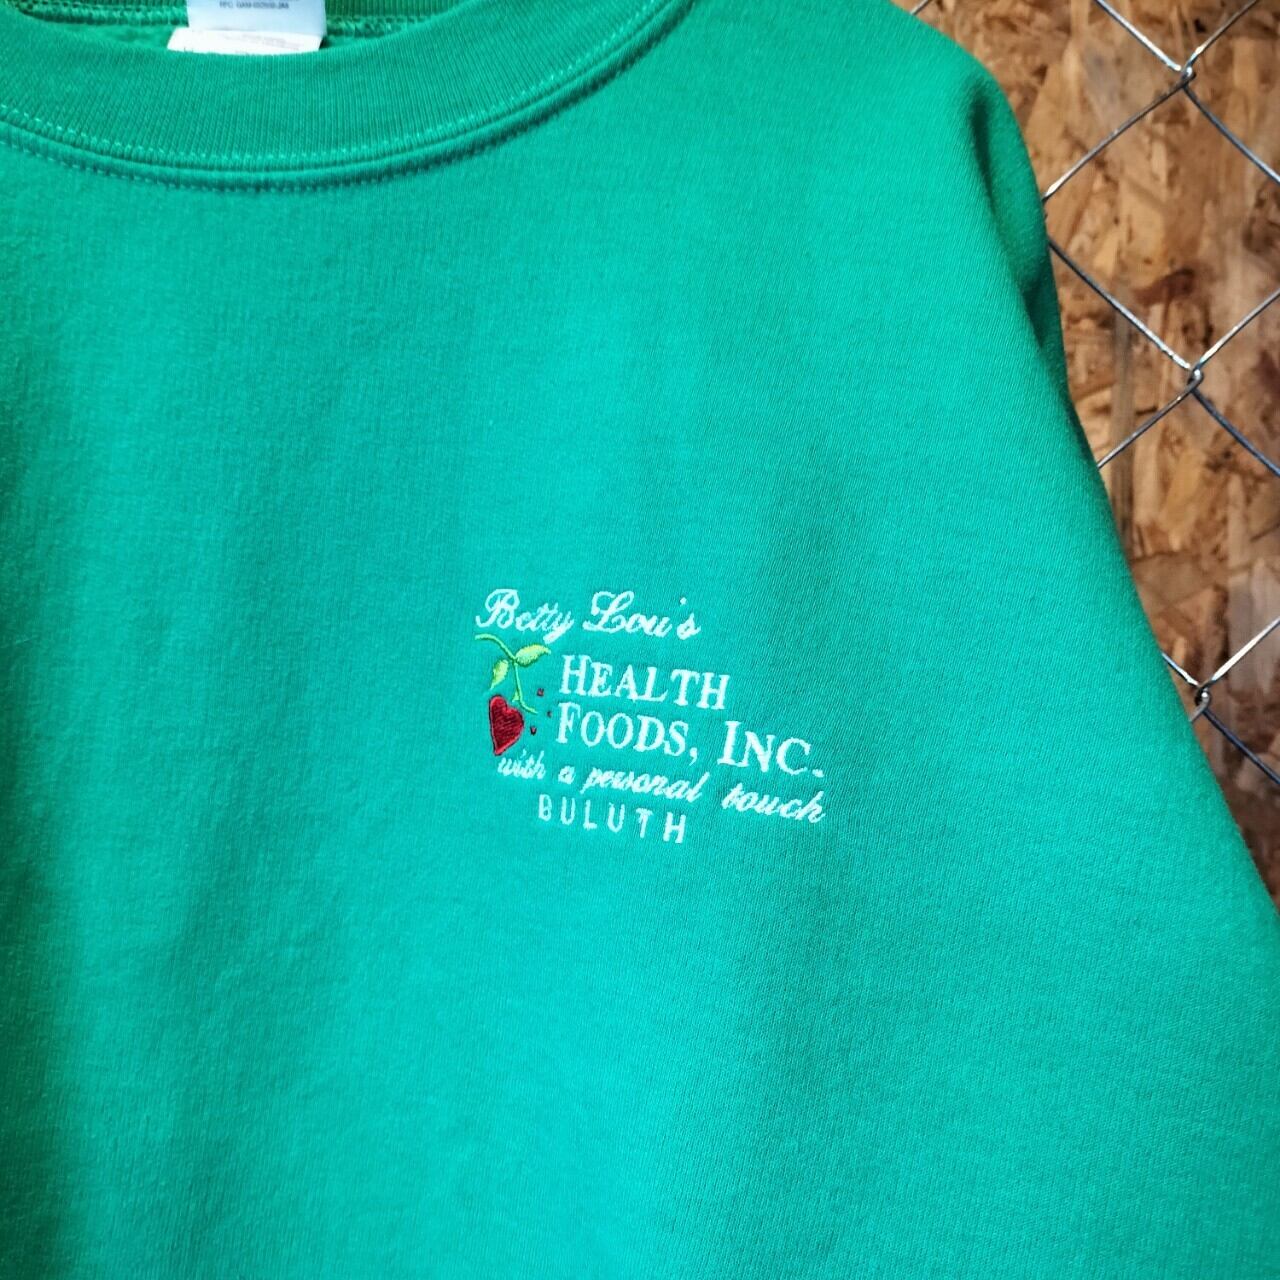 Betty Lou's
HEALTH
FOODS, INC.
with a personal touch
BULUTH